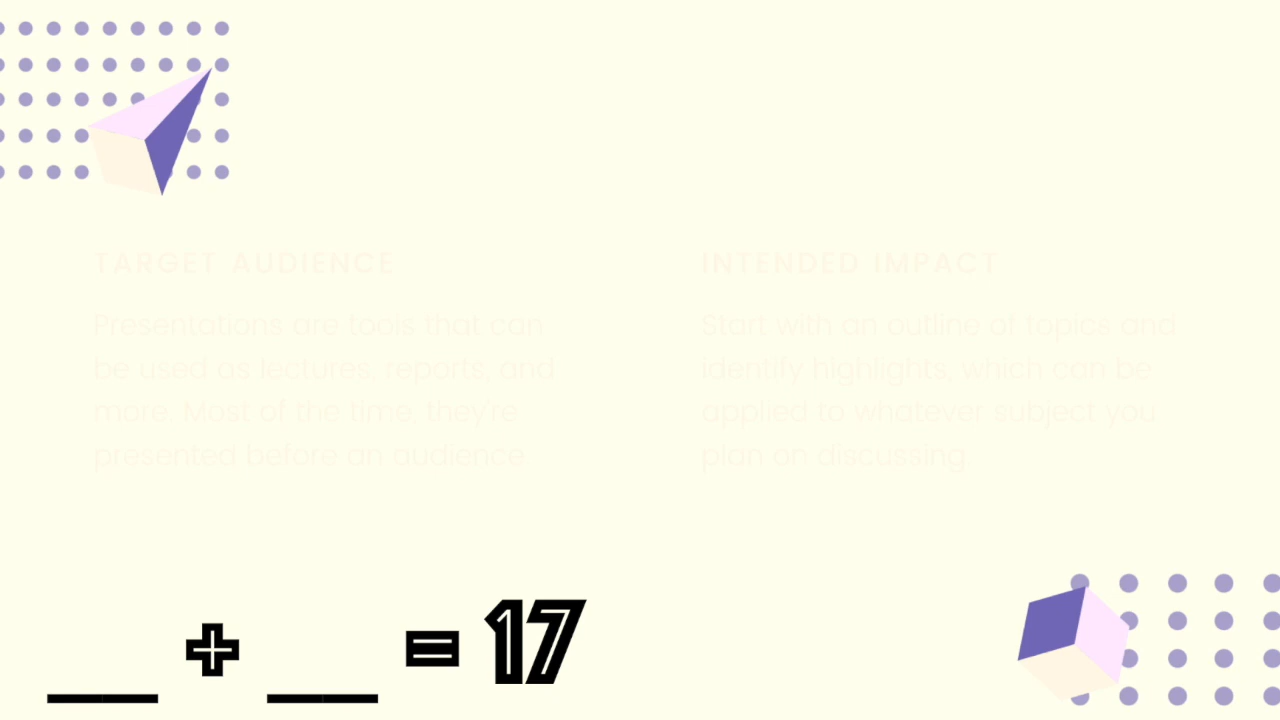 TARGET AUDIENCE
Presentations are tools that can
be used as lectures, reports, and
more. Most of the time, they're
presented before an audience.
INTENDED IMPACT
Start with an outline of topics and
identify highlights, which can be
applied to whatever subject you
plan on discussing
__ + __ = 17